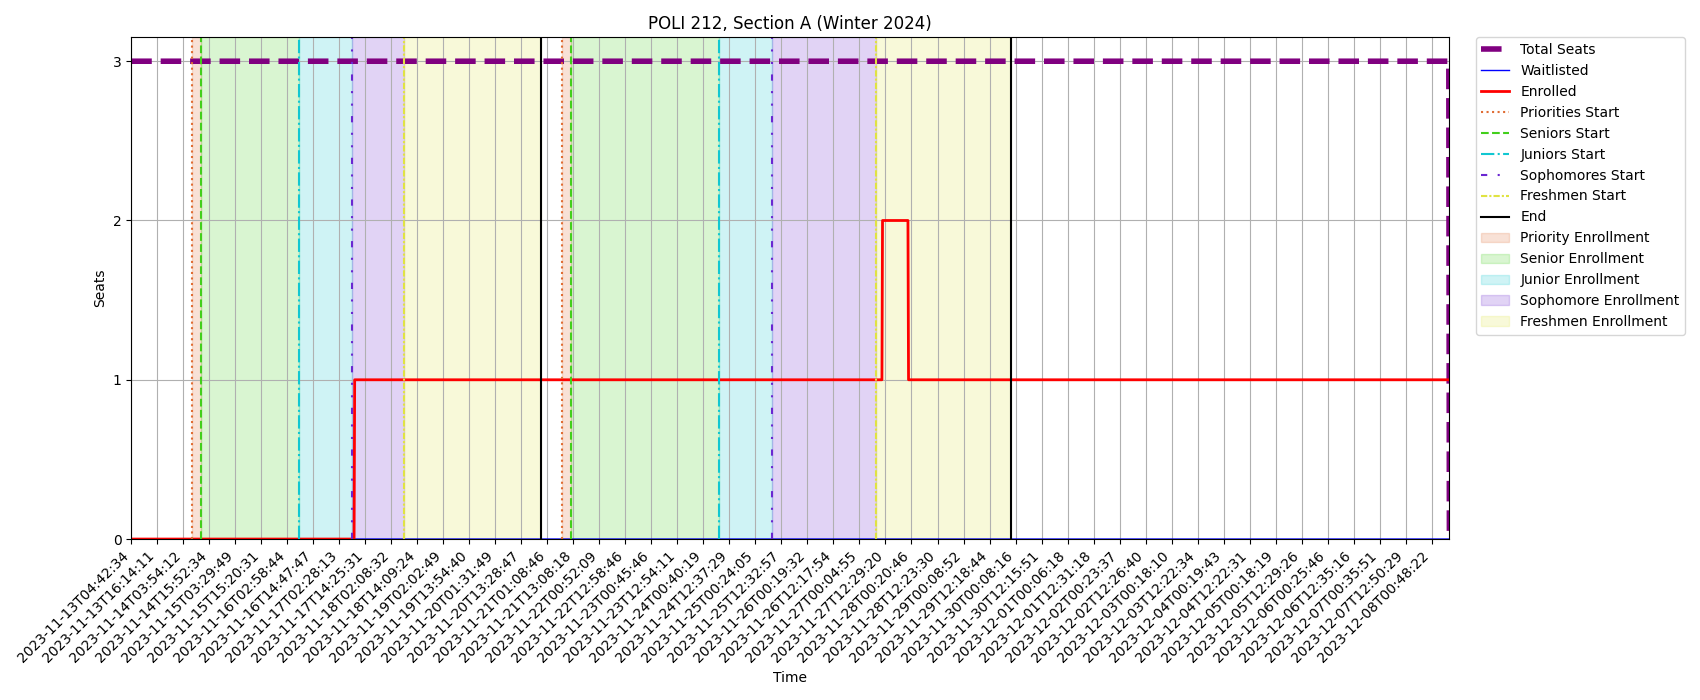 POLI 212, Section A (Winter 2024)
Seats
3
2
1
0
2023-11-13T04:42:34
2023-11-13T16:14:11
2023-11-14T03:54:12
2023-11-14T15:52:34
2023-11-15T03:29:49
2023-11-15T15:20:31
2023-11-16T02:58:44
2023-11-16T14:47:47
2023-11-17T02:28:13
2023-11-17T14:25:31
2023-11-18T02:08:32
2023-11-18T14:09:24
2023-11-19T02:02:49
2023-11-19T13:54:40
2023-11-20T01:31:49
2023-11-20T13:28:47
2023-11-21T01:08:46
2023-11-21T13:08:18
2023-11-22T00:52:09
2023-11-22T12:58:46
2023-11-23T00:45:46
2023-11-23T12:54:11
2023-11-24T00:40:19
2023-11-24T12:37:29
2023-11-25T00:24:05
2023-11-25T12:32:57
2023-11-26T00:19:32
2023-11-26T12:17:54
2023-11-27T00:04:55
2023-11-27T12:29:20
2023-11-28T00:20:46
2023-11-28T12:23:30
2023-11-29T00:08:52
2023-11-29T12:18:44
2023-11-30T00:08:16
2023-11-30T12:15:51
2023-12-01T00:06:18
2023-12-01T12:31:18
2023-12-02T00:23:37
2023-12-02T12:26:40
2023-12-03T00:18:10
2023-12-03T12:22:34
2023-12-04T00:19:43
2023-12-04T12:22:31
2023-12-05T00:18:19
2023-12-05T12:29:26
2023-12-06T00:25:46
2023-12-06T12:35:16
2023-12-07T00:35:51
2023-12-07T12:50:29
2023-12-08T00:48:22
Time
Total Seats
Waitlisted
Enrolled
Priorities Start
Seniors Start
Juniors Start
Sophomores Start
Freshmen Start
End
Priority Enrollment
Senior Enrollment
Junior Enrollment
Sophomore Enrollment
Freshmen Enrollment